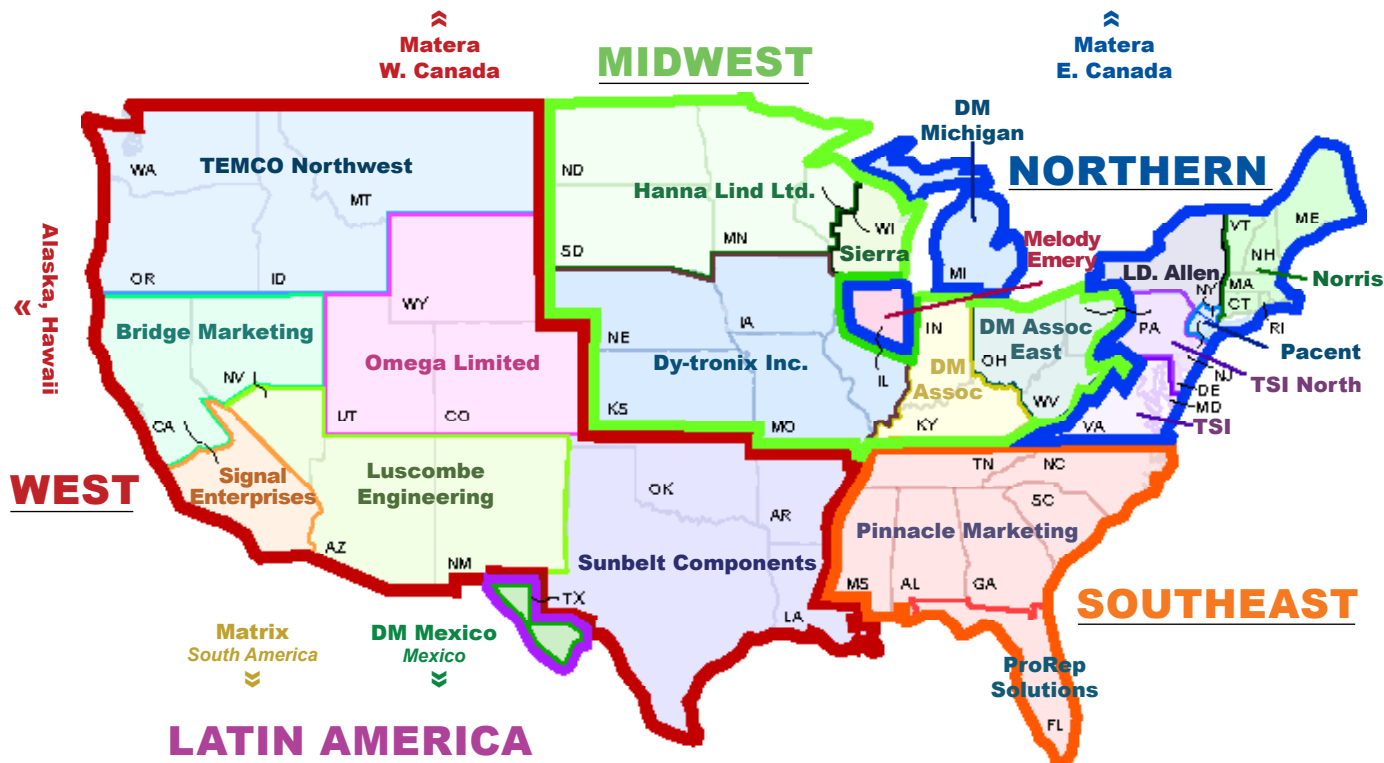 Matera
W. Canada
MIDWEST
Matera
E. Canada
DM
Michigan
NORTHERN
WA
TEMCO Northwest
MT
OR
ID
ND
Hanna Lind Ltd.
SD
MN
WI
Sierra
MI
Melody
Emery
LD. Allen
NY
VT
ME
NH
MA
CT
RI
Norris
Alaska, Hawaii
Bridge Marketing
NV
CA
WY
Omega Limited
UT
CO
NE
IA
Dy-tronix Inc.
KS
MO
IL
IN
DM
Assoc
KY
DM Assoc
East
OH
WV
PA
Pacent
NJ
TSI North
DE
MD
TSI
VA
WEST
Signal
Enterprises
Luscombe
Engineering
AZ
NM
OK
AR
Sunbelt Components
TX
LA
TN
NC
SC
Pinnacle Marketing
MS
AL
GA
SOUTHEAST
ProRep
Solutions
FL
Matrix
South America
DM Mexico
Mexico
LATIN AMERICA